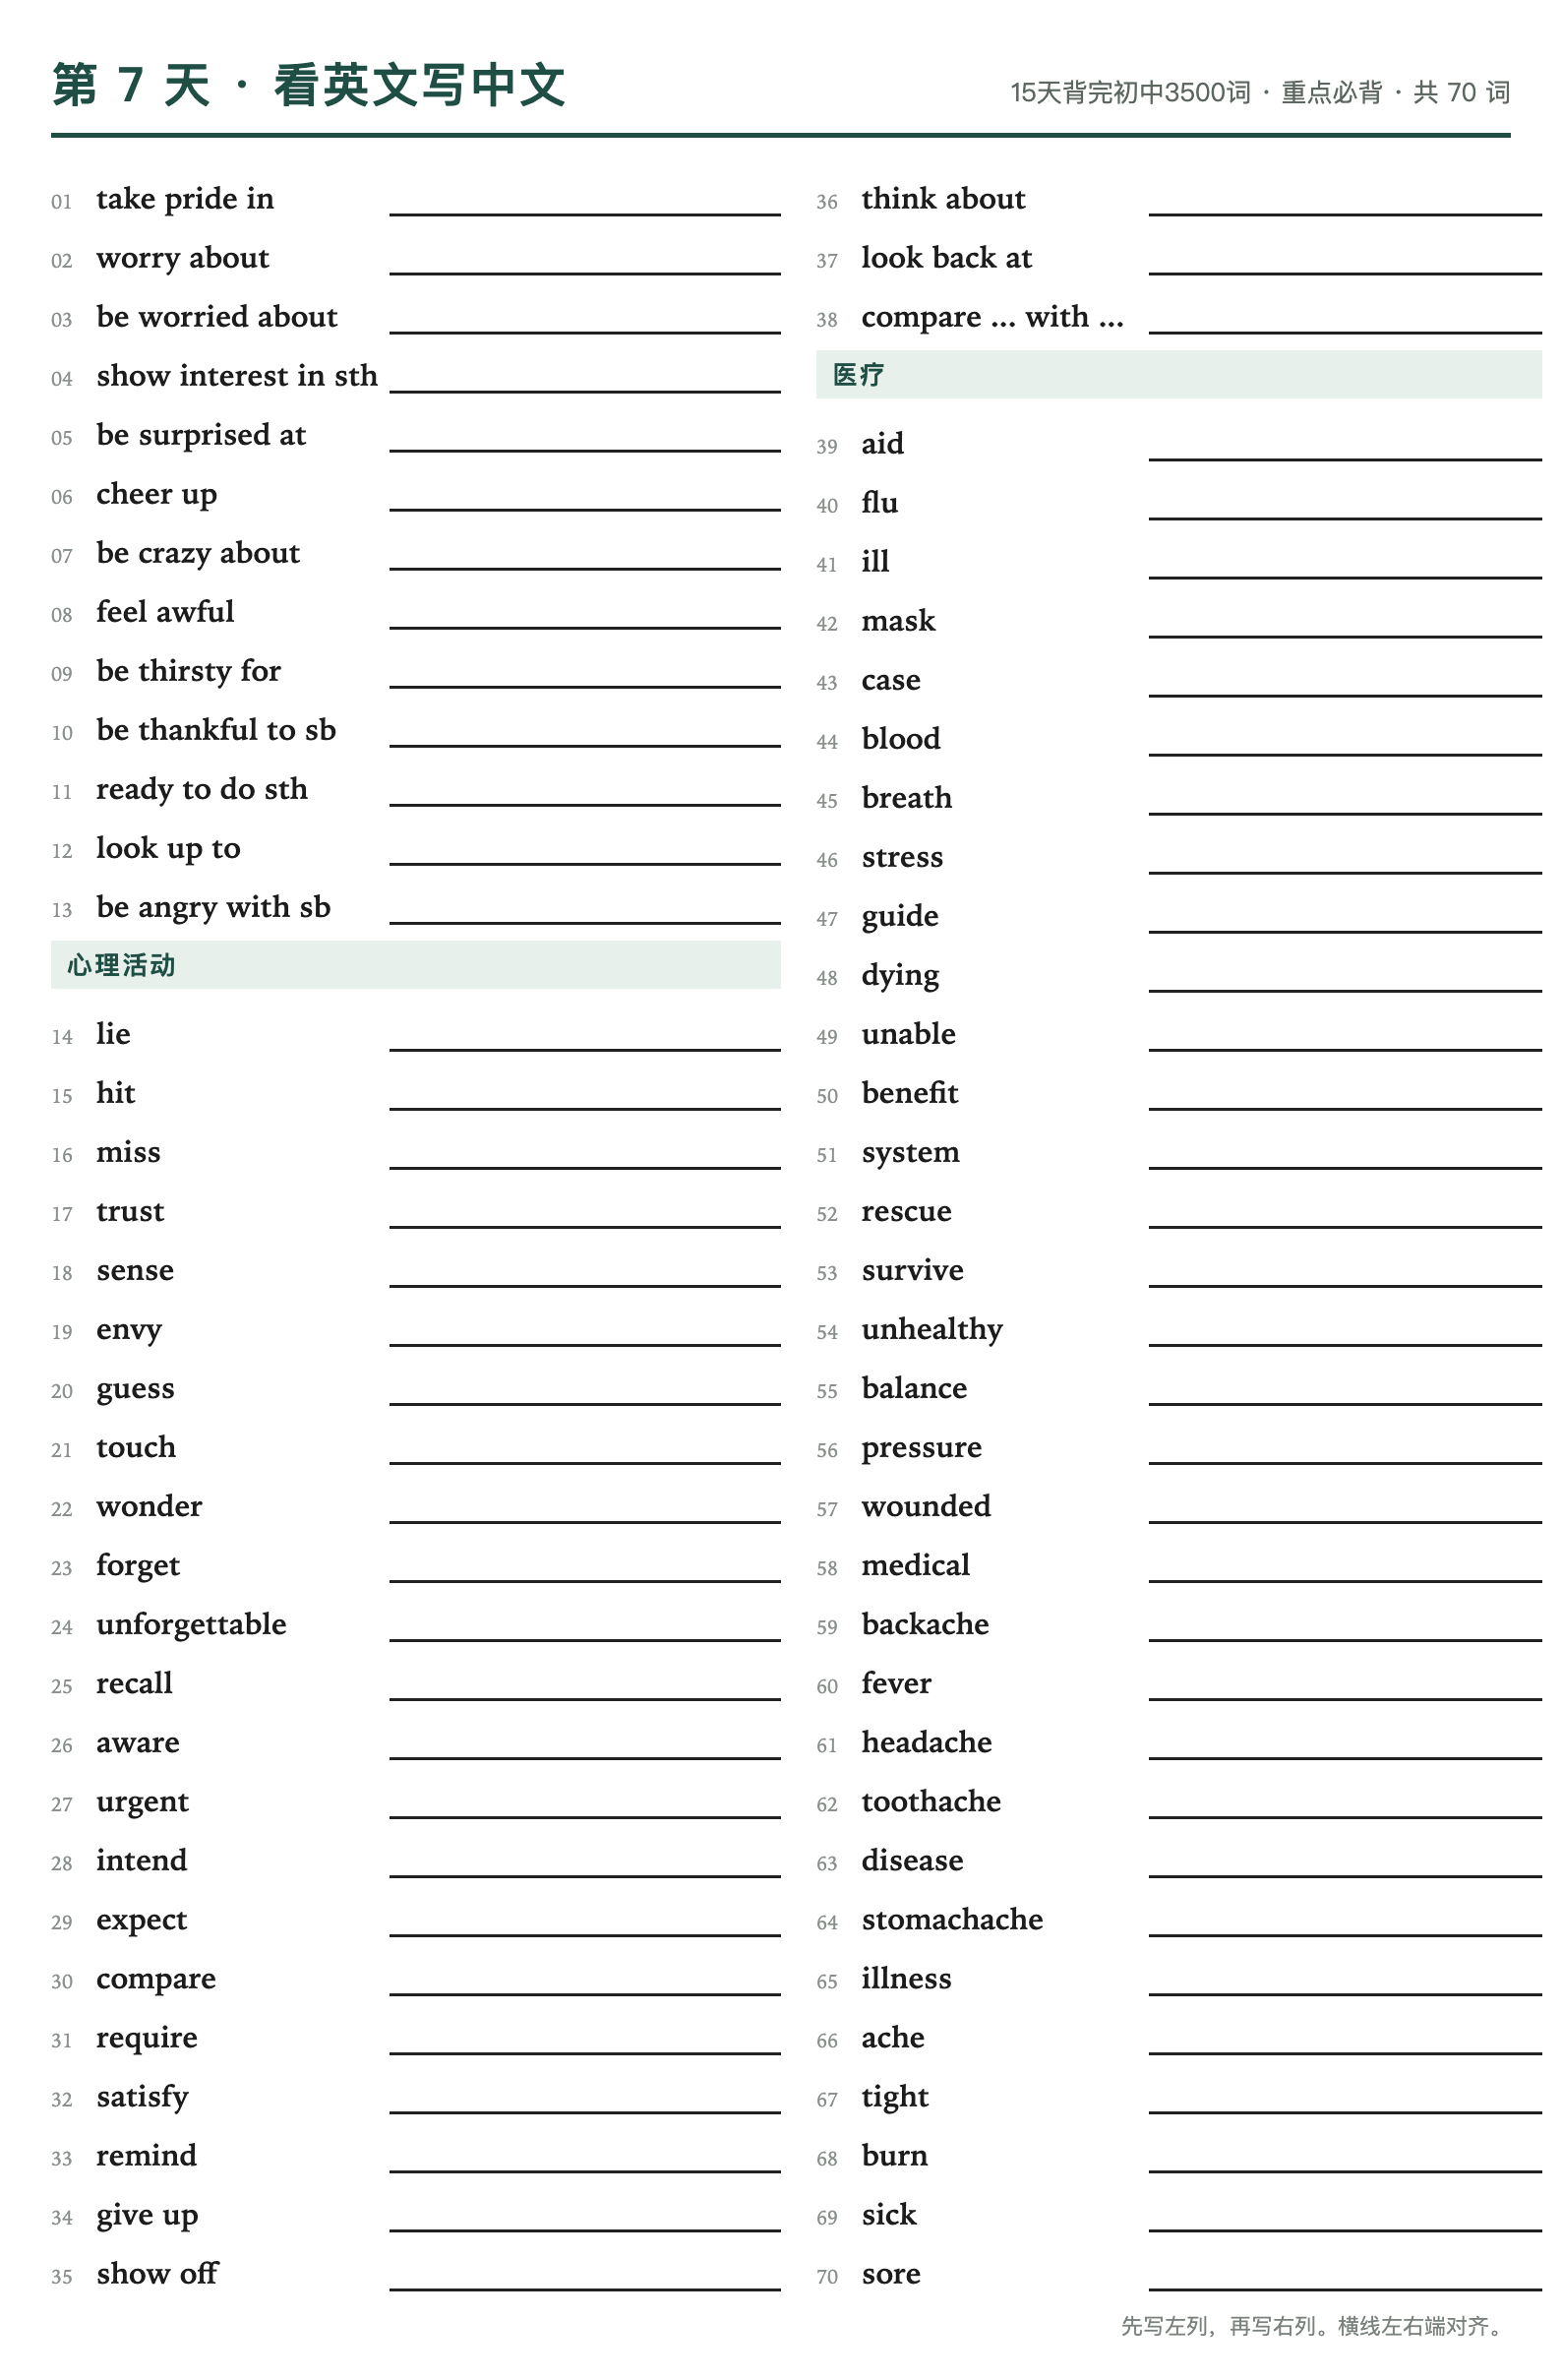 第 7 天 · 看英文写中文
15天背完初中3500词 · 重点必背 · 共 70 词
01 take pride in
02 worry about
03 be worried about
04 show interest in sth
05 be surprised at
06 cheer up
07 be crazy about
08 feel awful
09 be thirsty for
10 be thankful to sb
11 ready to do sth
12 look up to
13 be angry with sb
心理活动
14 lie
15 hit
16 miss
17 trust
18 sense
19 envy
20 guess
21 touch
22 wonder
23 forget
24 unforgettable
25 recall
26 aware
27 urgent
28 intend
29 expect
30 compare
31 require
32 satisfy
33 remind
34 give up
35 show off
36 think about
37 look back at
38 compare ... with ...
医疗
39 aid
40 flu
41 ill
42 mask
43 case
44 blood
45 breath
46 stress
47 guide
48 dying
49 unable
50 benefit
51 system
52 rescue
53 survive
54 unhealthy
55 balance
56 pressure
57 wounded
58 medical
59 backache
60 fever
61 headache
62 toothache
63 disease
64 stomachache
65 illness
66 ache
67 tight
68 burn
69 sick
70 sore
先写左列，再写右列。横线左右端对齐。